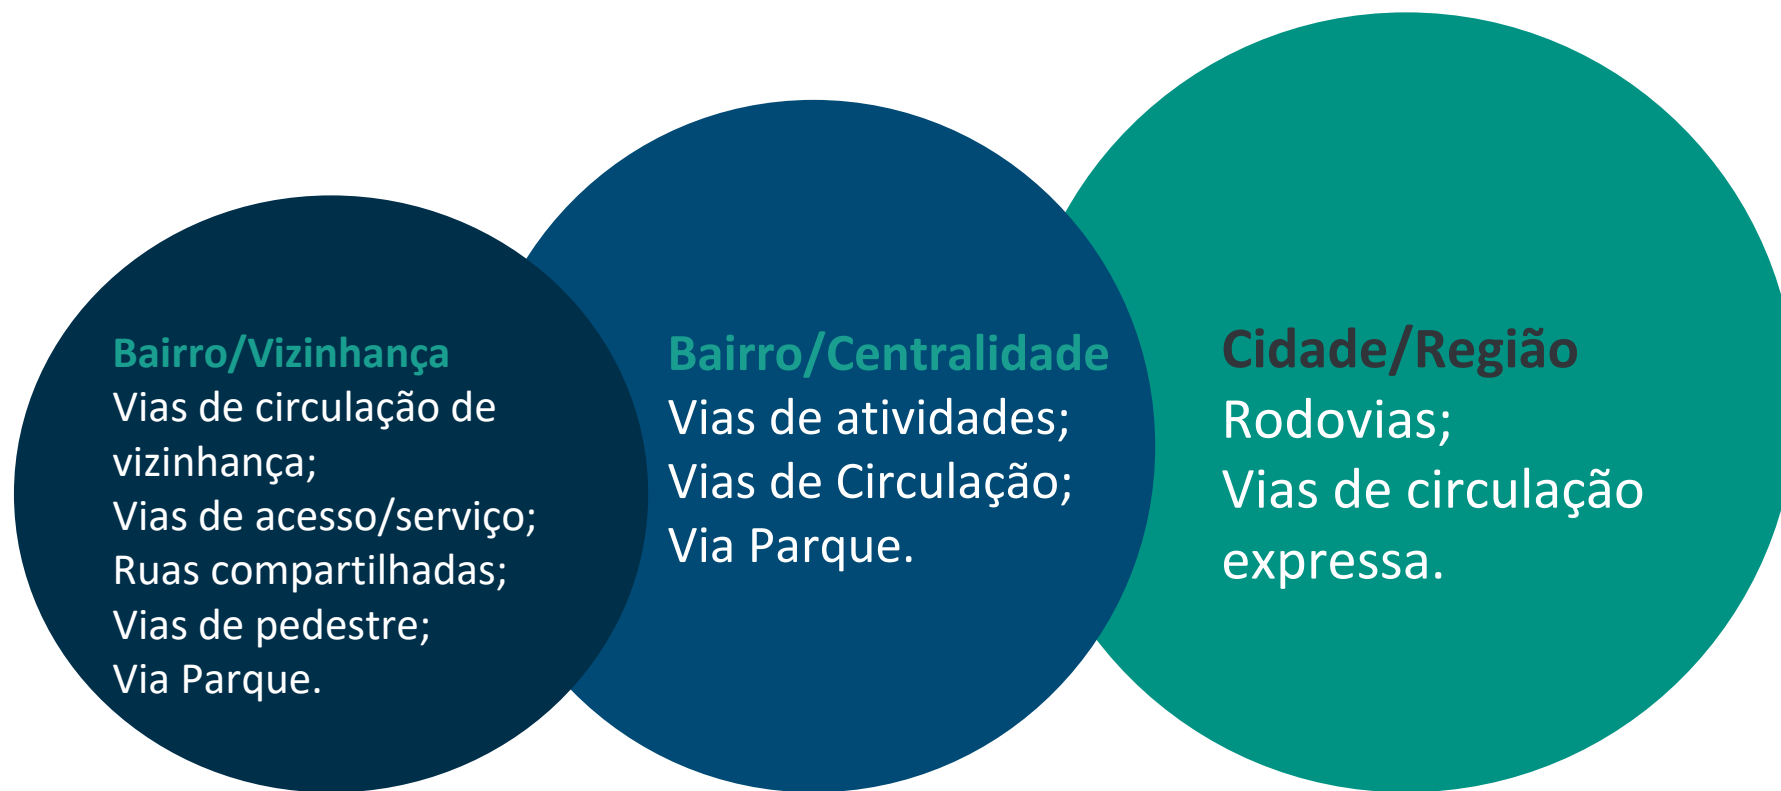 Bairro/Vizinhança
Vias de circulação de
vizinhança;
Vias de acesso/serviço;
Ruas compartilhadas;
Vias de pedestre;
Via Parque.
Bairro/Centralidade
Vias de atividades;
Vias de Circulação;
Via Parque.
Cidade/Região
Rodovias;
Vias de circulação
expressa.